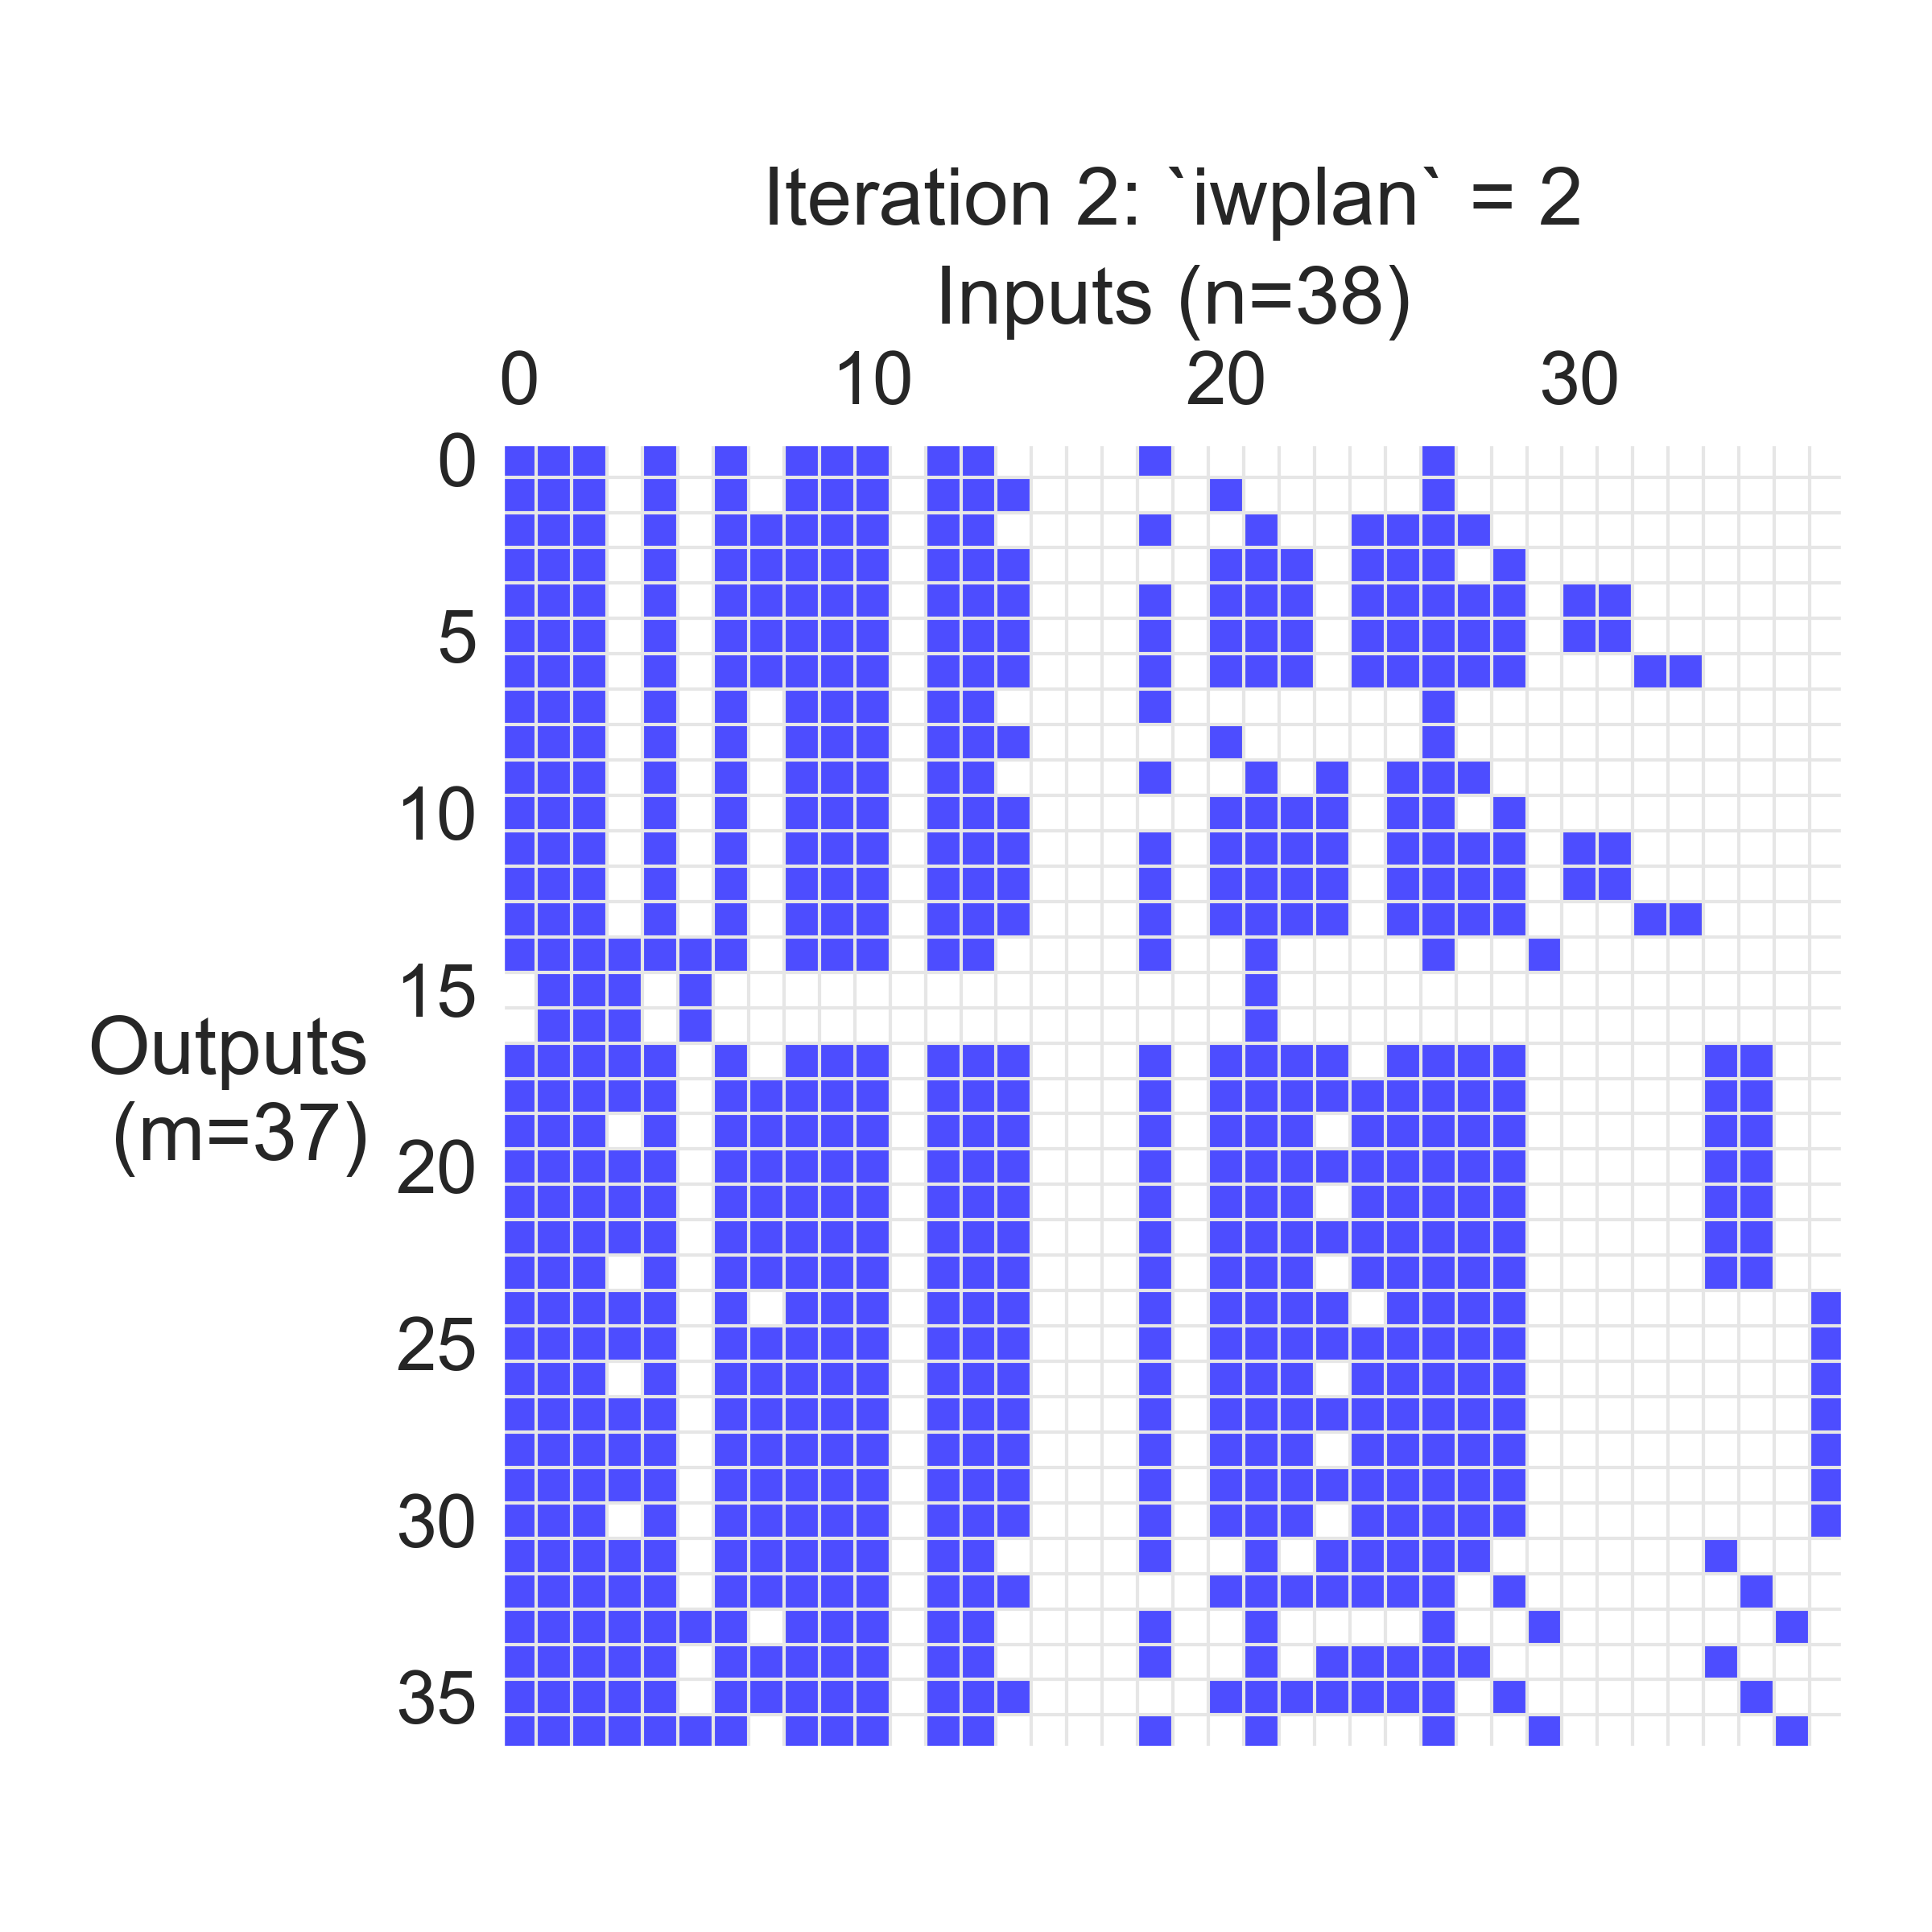 Iteration 2: `iwplan` = 2
Inputs (n=38)
0 10 20 30
0
5
10
15
Outputs
(m=37)
20
25
30
35